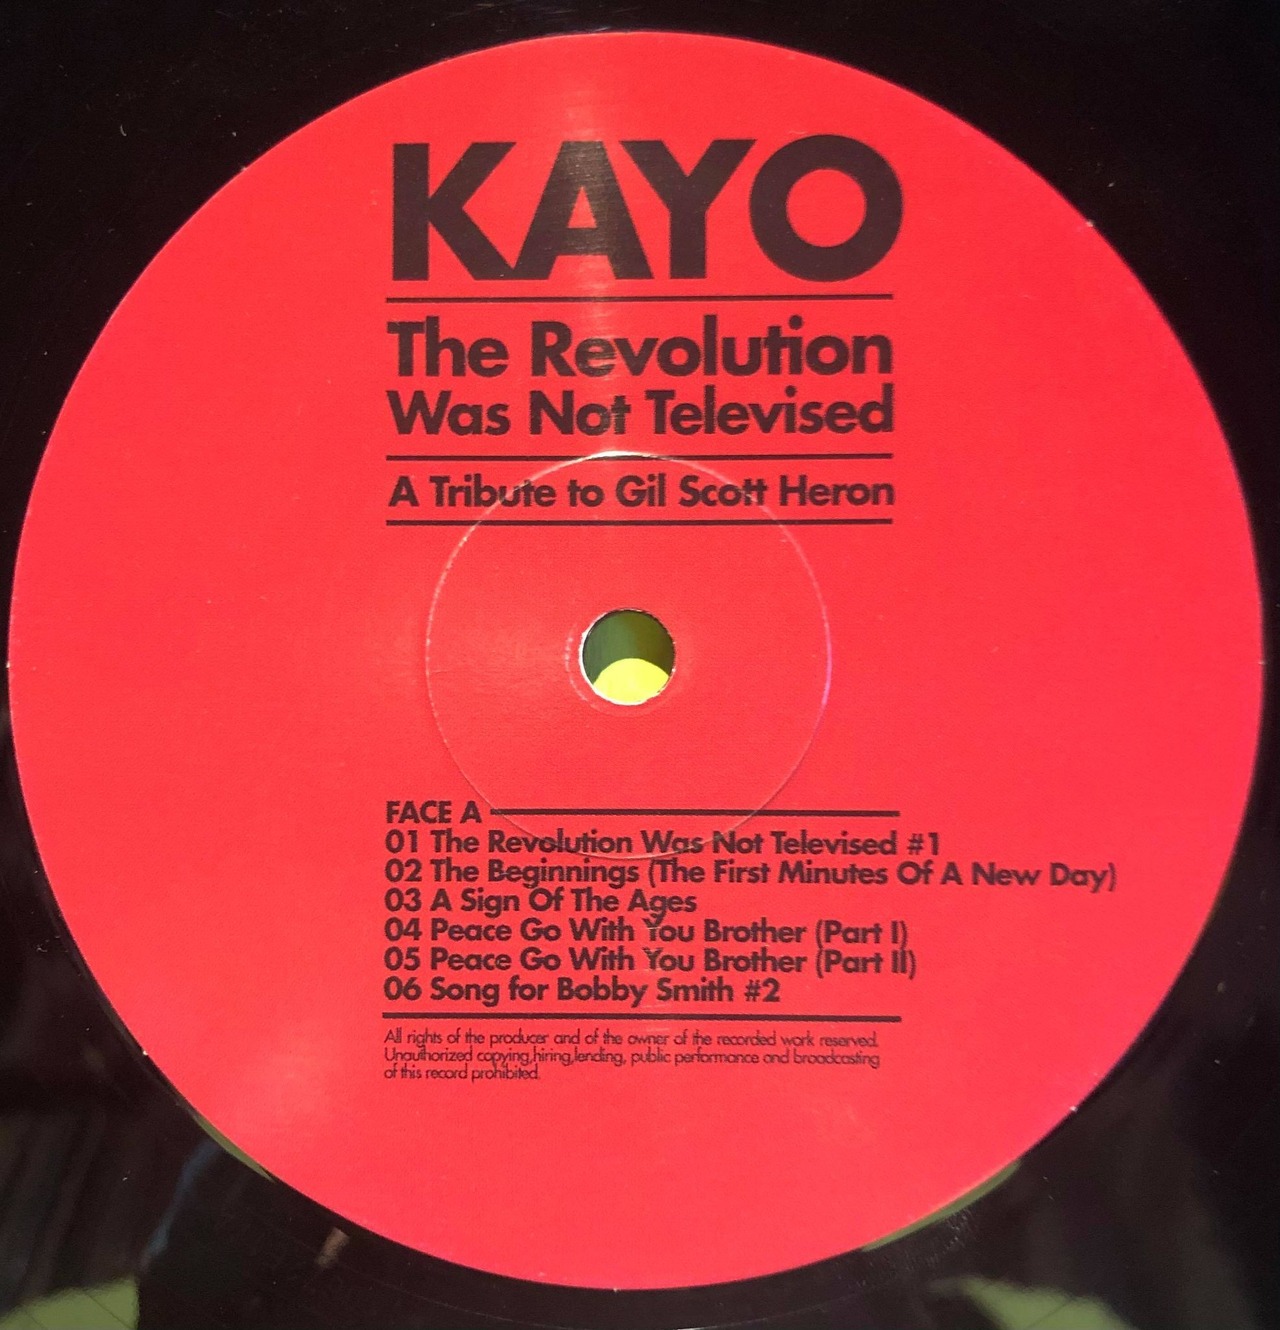 KAYO
The Revolution
Was Not Televised
A Tribute to Gil Scott Heron
FACE A
01 The Revolution Was Not Televised #1
02 The Beginnings (The First Minutes Of A New Day)
03 A Sign Of The Ages
04 Peace Go With You Brother (Part I)
05 Peace Go With You Brother (Part II)
06 Song for Bobby Smith #2
All rights of the producer and of the owner of the recorded work reserved.
Unauthorized copying,hiring,lending, public performance and broadcasting
of this record prohibited.